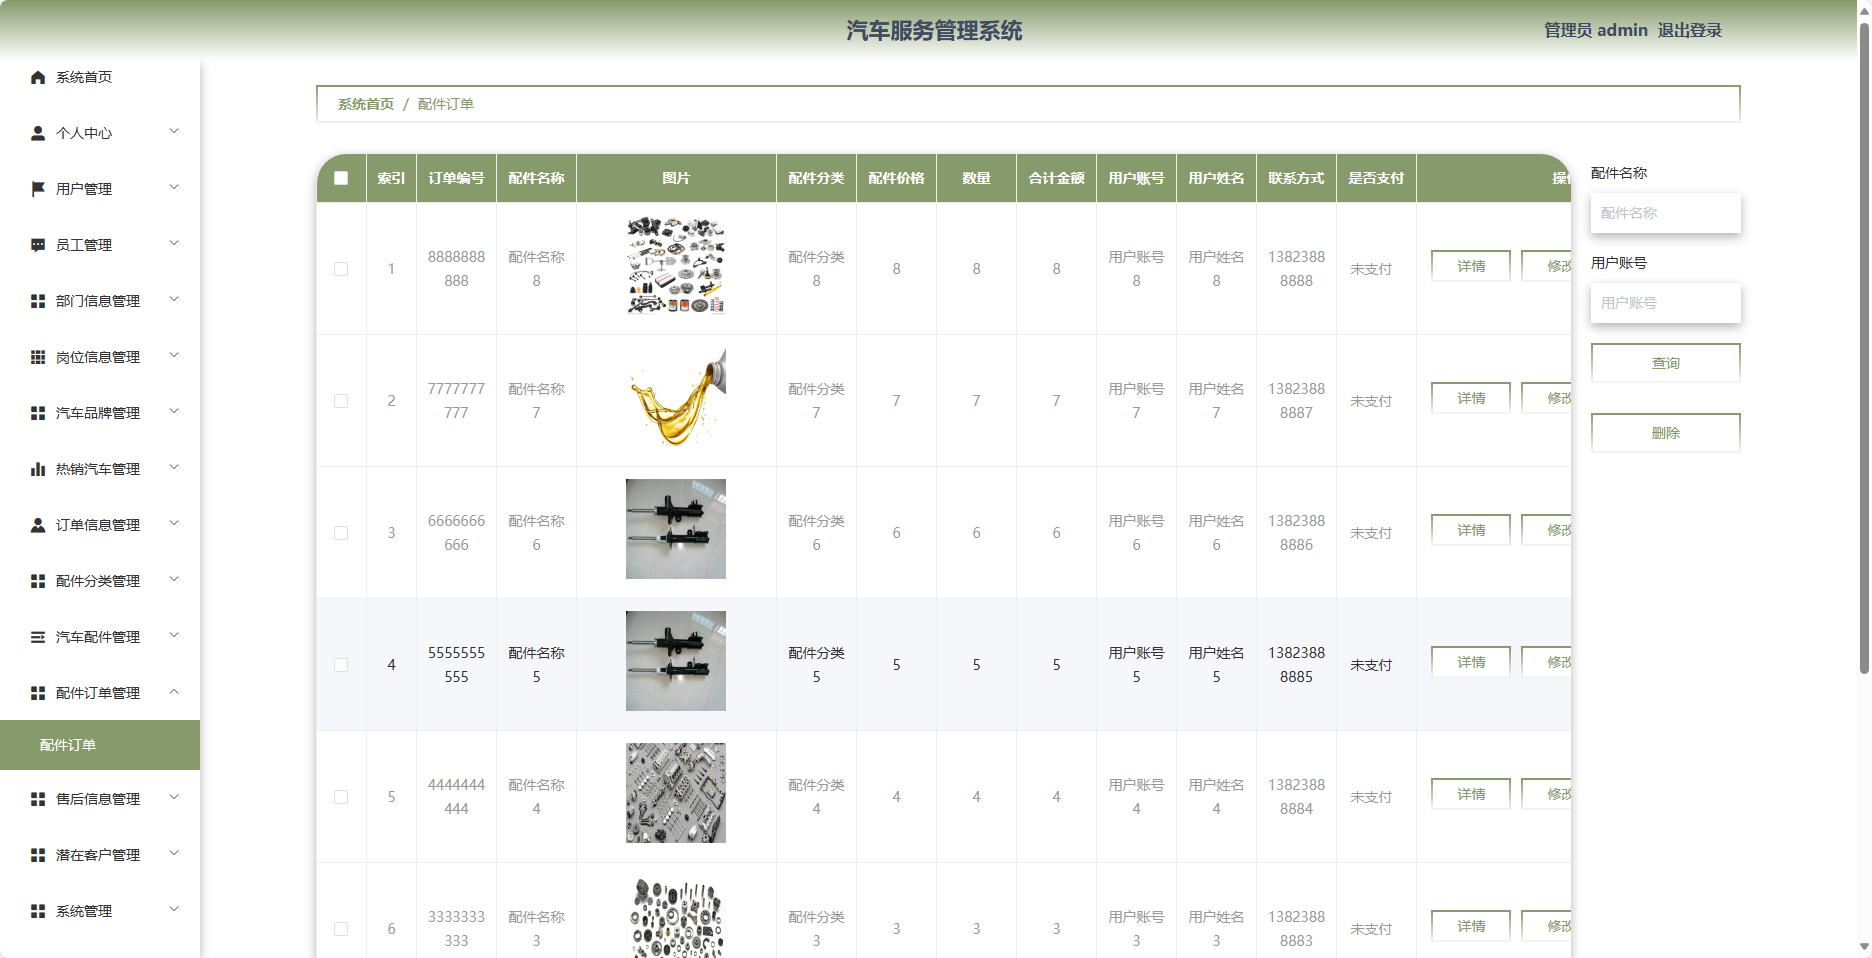 汽车服务管理系统
管理员 admin 退出登录
系统首页
个人中心
用户管理
员工管理
部门信息管理
岗位信息管理
汽车品牌管理
热销汽车管理
订单信息管理
配件分类管理
汽车配件管理
配件订单管理
配件订单
售后信息管理
潜在客户管理
系统管理
系统首页 / 配件订单
索引 订单编号 配件名称 图片 配件分类 配件价格 数量 合计金额 用户账号 用户姓名 联系方式 是否支付 操
1 8888888888 配件名称8 配件分类8 8 8 8 用户账号8 用户姓名8 13823888888 未支付 详情 修改
2 7777777777 配件名称7 配件分类7 7 7 7 用户账号7 用户姓名7 13823888887 未支付 详情 修改
3 6666666666 配件名称6 配件分类6 6 6 6 用户账号6 用户姓名6 13823888886 未支付 详情 修改
4 5555555555 配件名称5 配件分类5 5 5 5 用户账号5 用户姓名5 13823888885 未支付 详情 修改
5 4444444444 配件名称4 配件分类4 4 4 4 用户账号4 用户姓名4 13823888884 未支付 详情 修改
6 3333333333 配件名称3 配件分类3 3 3 3 用户账号3 用户姓名3 13823888883 未支付 详情 修改
配件名称
配件名称
用户账号
用户账号
查询
删除